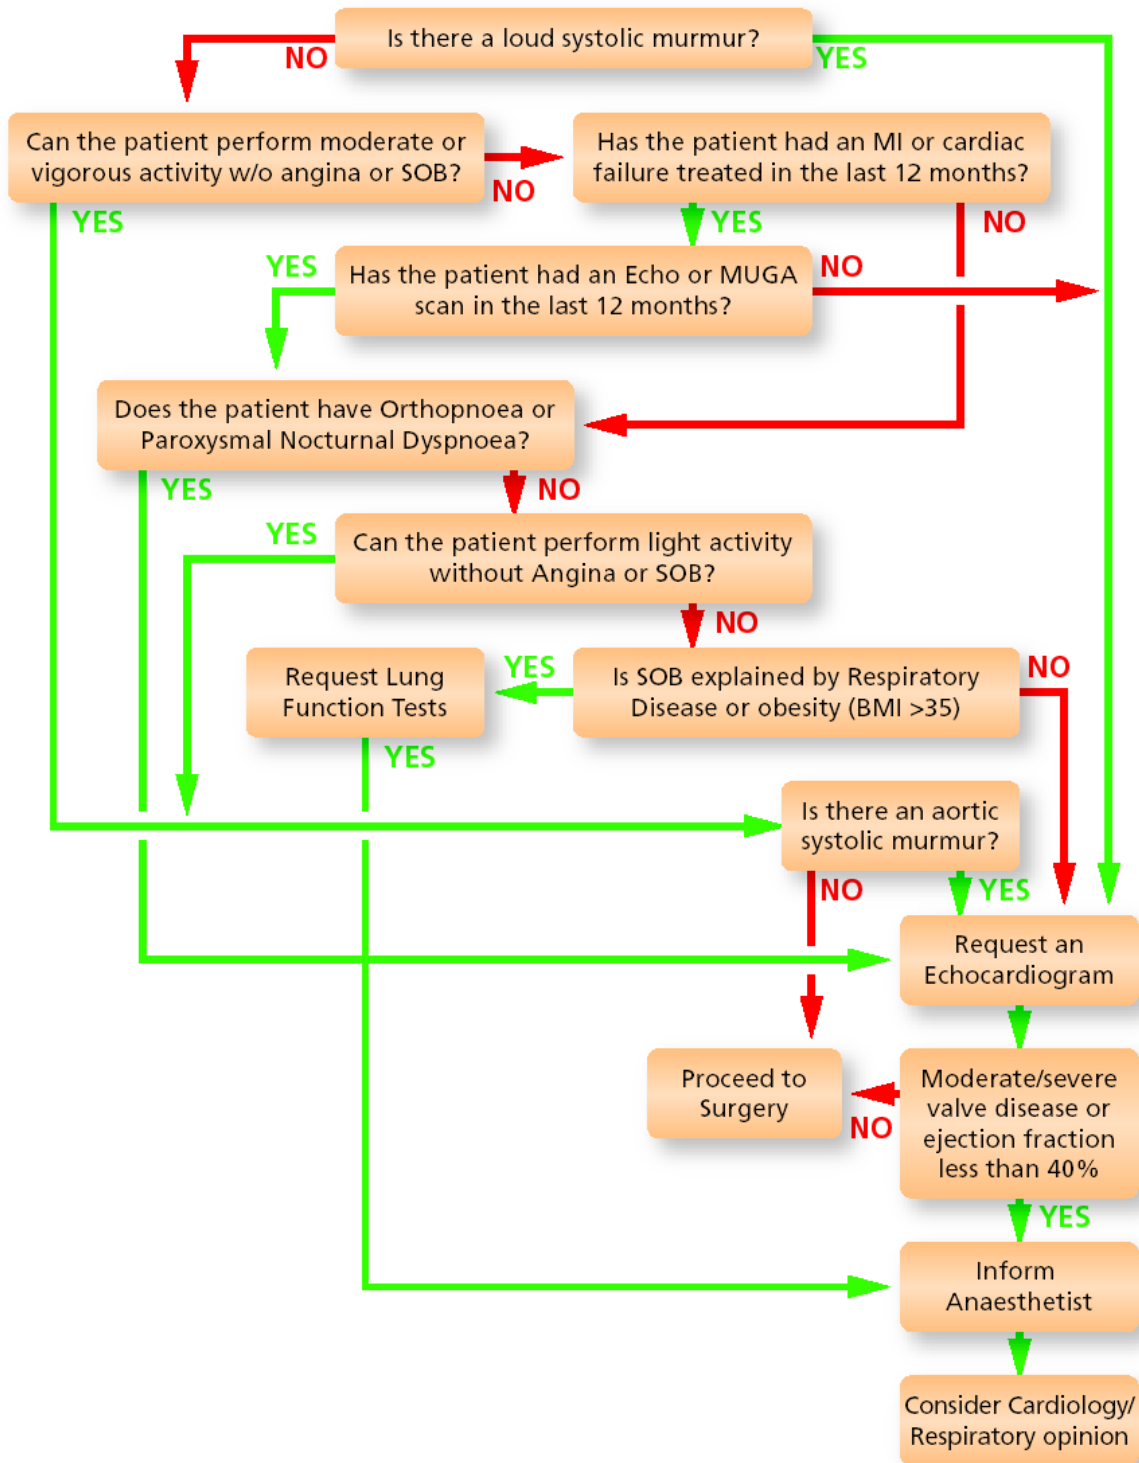 Is there a loud systolic murmur?
NO
YES
Can the patient perform moderate or
vigorous activity w/o angina or SOB?
NO
YES
Has the patient had an MI or cardiac
failure treated in the last 12 months?
YES
NO
Has the patient had an Echo or MUGA
scan in the last 12 months?
YES
NO
Does the patient have Orthopnoea or
Paroxysmal Nocturnal Dyspnoea?
YES
NO
Can the patient perform light activity
without Angina or SOB?
YES
NO
Is SOB explained by Respiratory
Disease or obesity (BMI >35)
YES
NO
Request Lung
Function Tests
YES
Is there an aortic
systolic murmur?
NO
YES
Request an
Echocardiogram
Moderate/severe
valve disease or
ejection fraction
less than 40%
NO
YES
Proceed to
Surgery
Inform
Anaesthetist
Consider Cardiology/
Respiratory opinion